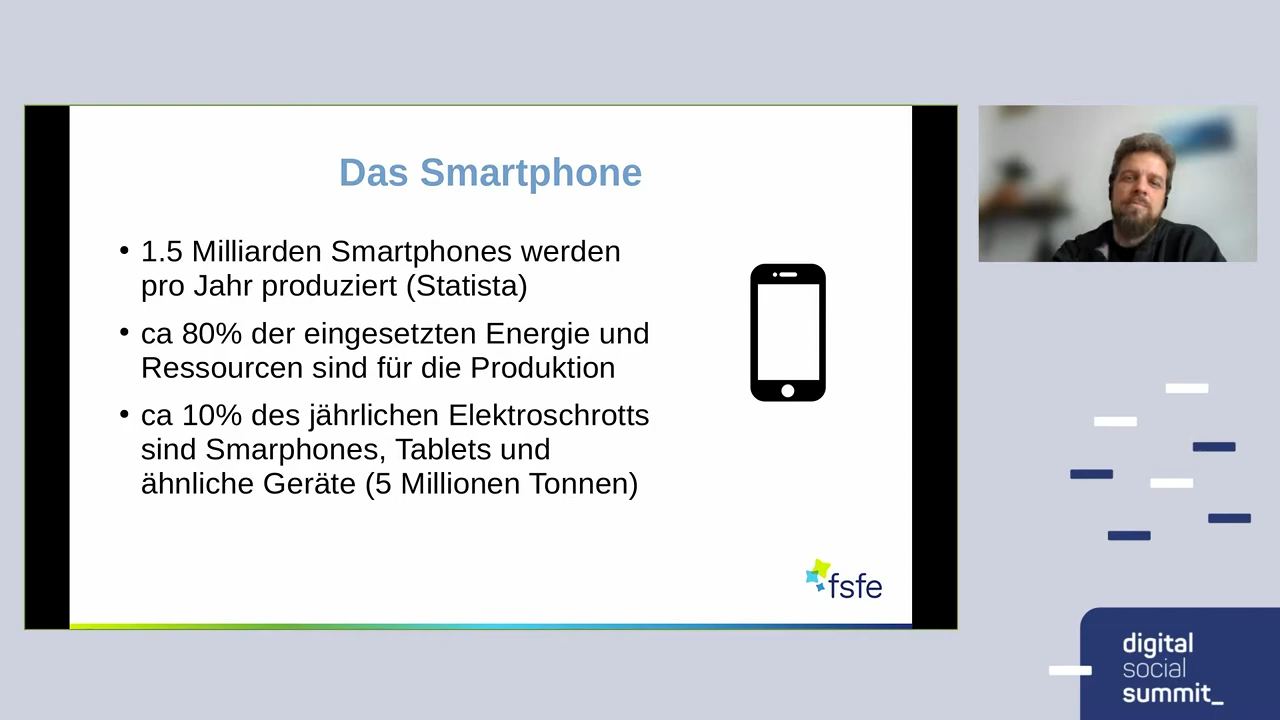 Das Smartphone
• 1.5 Milliarden Smartphones werden
pro Jahr produziert (Statista)
• ca 80% der eingesetzten Energie und
Ressourcen sind für die Produktion
• ca 10% des jährlichen Elektroschrotts
sind Smarphones, Tablets und
ähnliche Geräte (5 Millionen Tonnen)
fsfe
digital
social
summit_